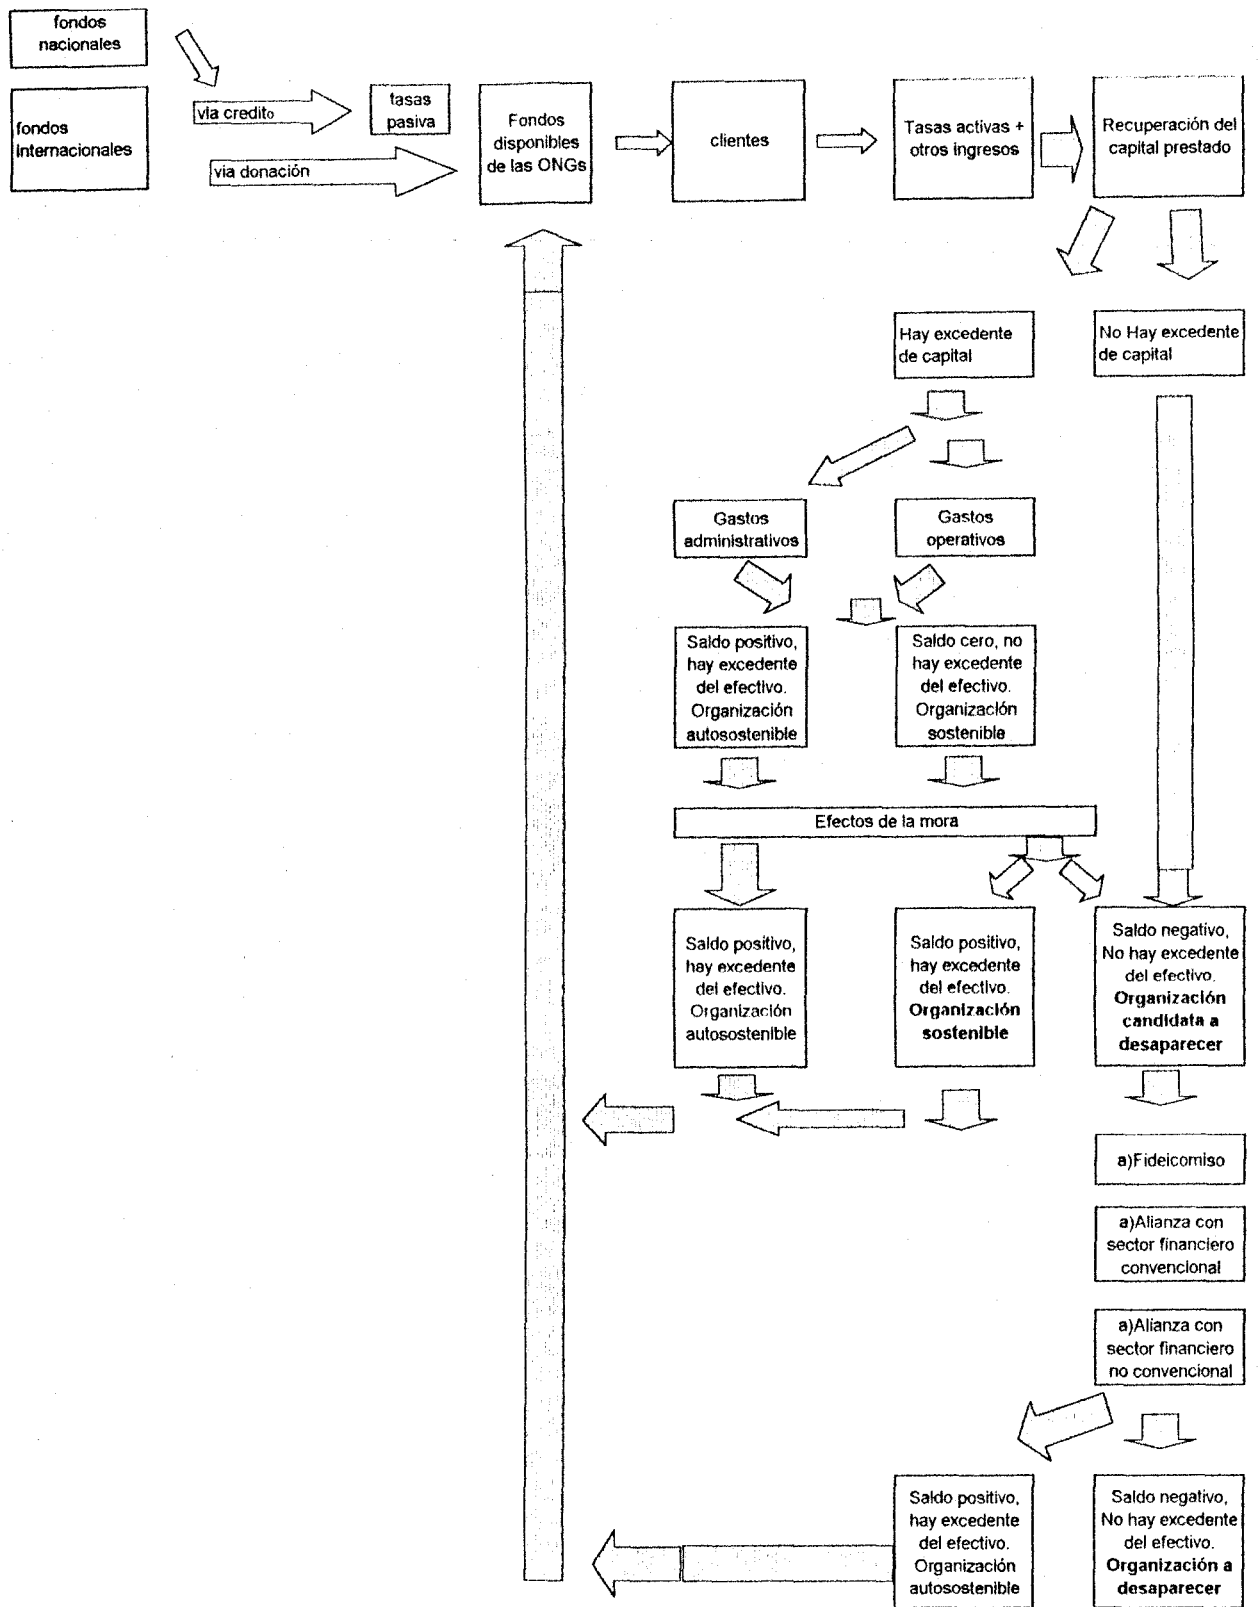 fondos
nacionales
fondos
Internacionales
via credito
via donación
tasas
pasiva
Fondos
disponibles
de las ONGs
clientes
Tasas activas +
otros ingresos
Recuperación del
capital prestado
Hay excedente
de capital
No Hay excedente
de capital
Gastos
administrativos
Gastos
operativos
Saldo positivo,
hay excedente
del efectivo.
Organización
autosostenible
Saldo cero, no
hay excedente
del efectivo.
Organización
sostenible
Efectos de la mora
Saldo positivo,
hay excedente
del efectivo.
Organización
autosostenible
Saldo positivo,
hay excedente
del efectivo.
Organización
sostenible
Saldo negativo,
No hay excedente
del efectivo.
Organización
candidata a
desaparecer
a)Fideicomiso
a)Alianza con
sector financiero
convencional
a)Alianza con
sector financiero
no convencional
Saldo positivo,
hay excedente
del efectivo.
Organización
autosostenible
Saldo negativo,
No hay excedente
del efectivo.
Organización a
desaparecer